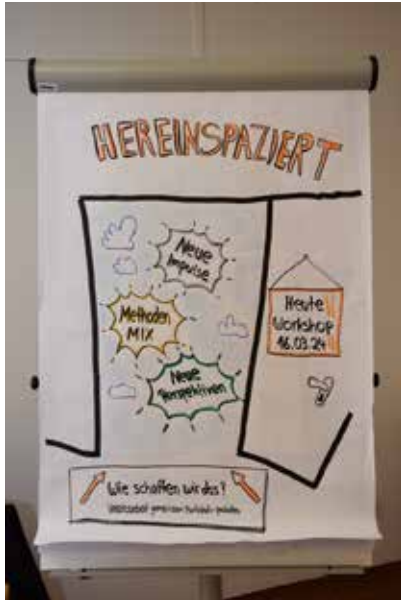 HEREINSPAZIERT
Neue
Impulse
Methoden
MIX
Neue
Perspektiven
Heute
Workshop
16.03.24
Wie schaffen wir das?